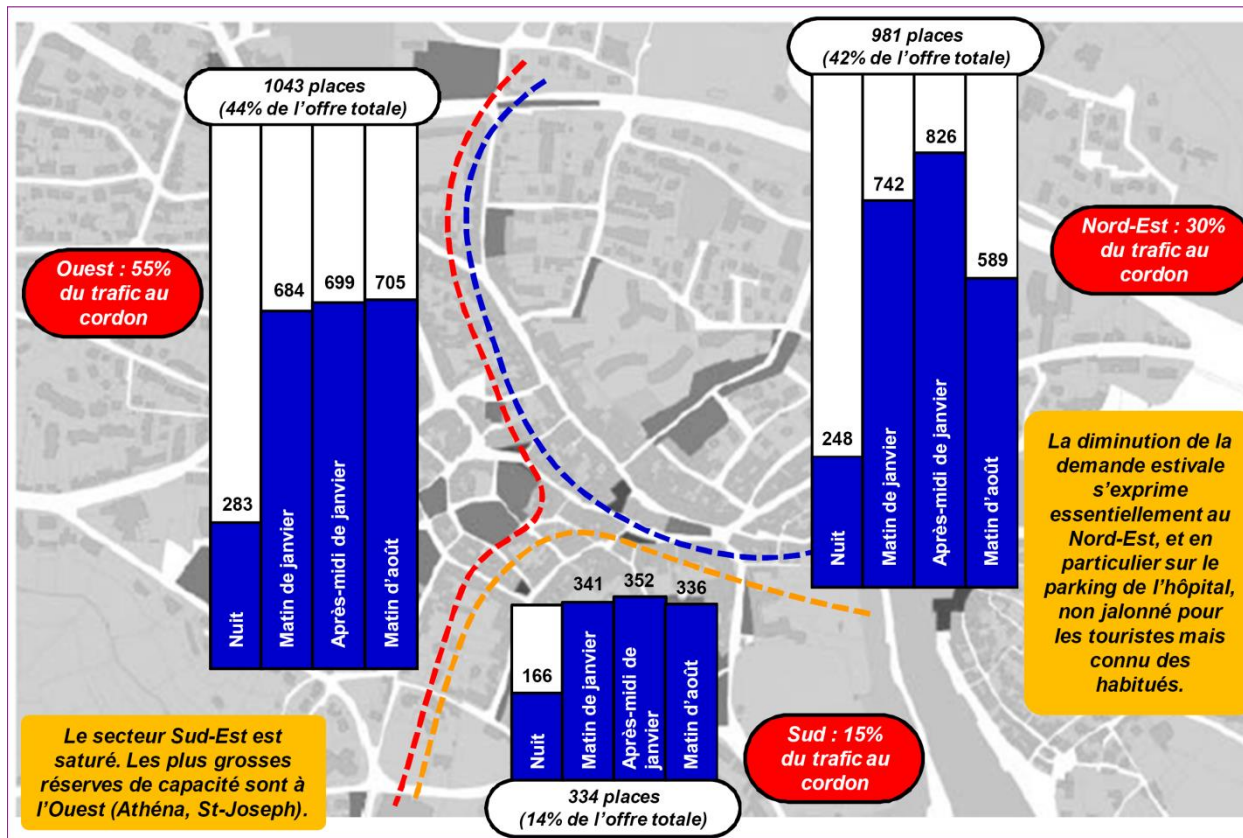 1043 places
(44% de l'offre totale)
283
684
699
705
Nuit
Matin de janvier
Après-midi de janvier
Matin d'août
Ouest : 55%
du trafic au
cordon
981 places
(42% de l'offre totale)
248
742
826
589
Nuit
Matin de janvier
Après-midi de janvier
Matin d'août
Nord-Est : 30%
du trafic au
cordon
La diminution de la
demande estivale
s'exprime
essentiellement au
Nord-Est, et en
particulier sur le
parking de l'hôpital,
non jalonné pour
les touristes mais
connu des
habitués.
166
341
352
336
Nuit
Matin de janvier
Après-midi de
janvier
Matin d'août
334 places
(14% de l'offre totale)
Sud : 15%
du trafic au
cordon
Le secteur Sud-Est est
saturé. Les plus grosses
réserves de capacité sont à
l'Ouest (Athéna, St-Joseph).